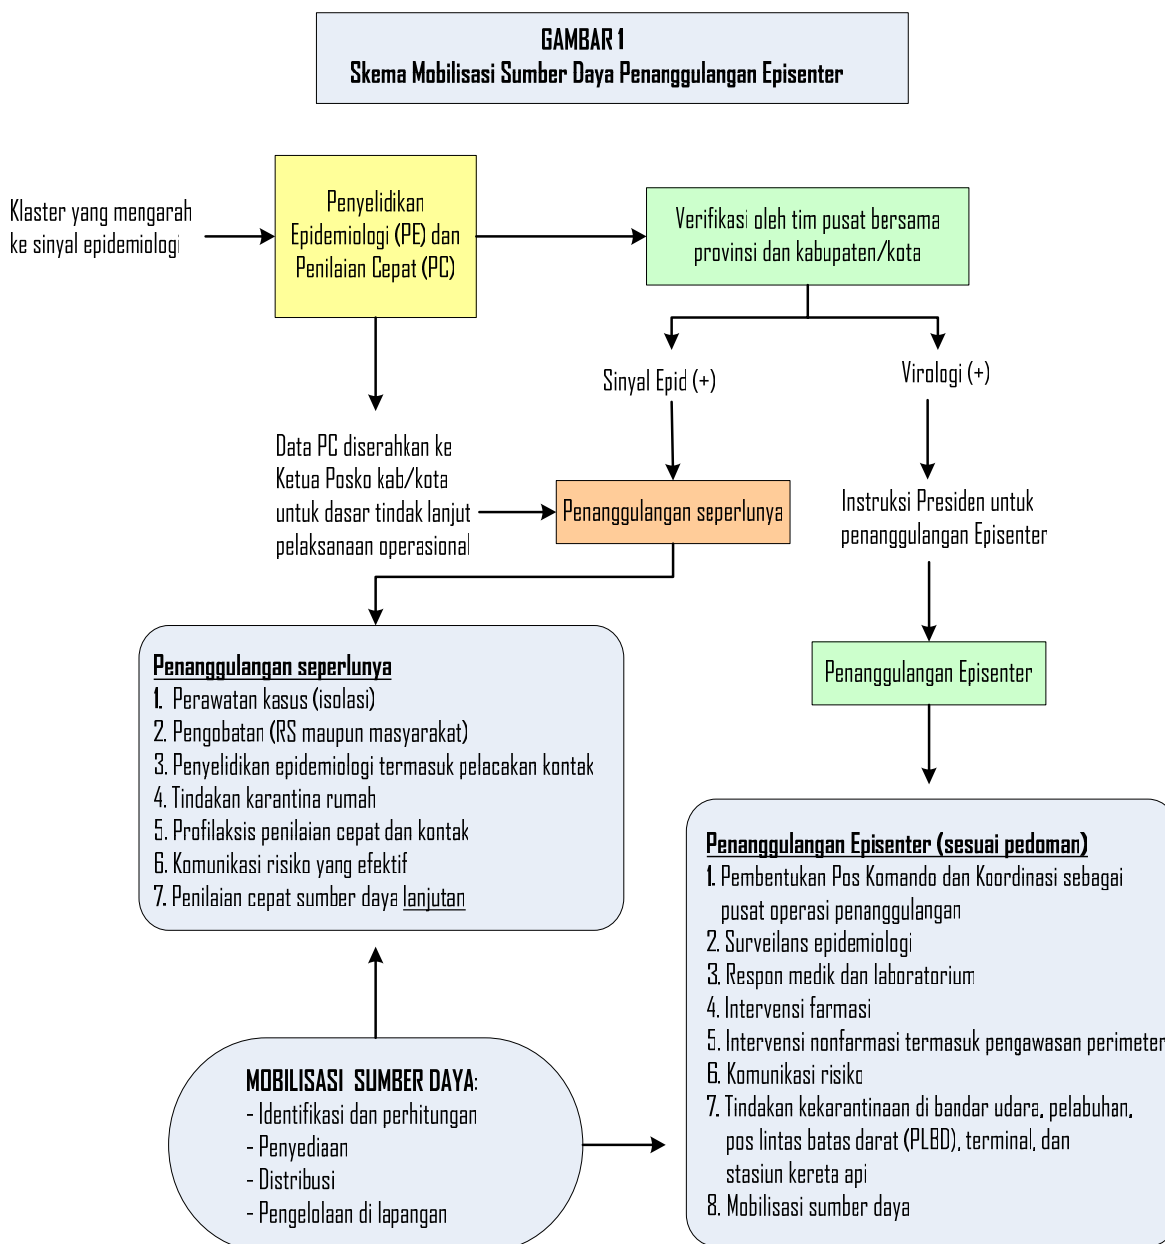 GAMBAR 1
Skema Mobilisasi Sumber Daya Penanggulangan Episenter
Klaster yang mengarah
ke sinyal epidemiologi
Penyelidikan
Epidemiologi (PE) dan
Penilaian Cepat (PC)
Verifikasi oleh tim pusat bersama
provinsi dan kabupaten/kota
Sinyal Epid (+)
Virologi (+)
Data PC diserahkan ke
Ketua Posko kab/kota
untuk dasar tindak lanjut
pelaksanaan operasional
Penanggulangan seperlunya
Instruksi Presiden untuk
penanggulangan Episenter
Penanggulangan Episenter
Penanggulangan seperlunya
1. Perawatan kasus (isolasi)
2. Pengobatan (RS maupun masyarakat)
3. Penyelidikan epidemiologi termasuk pelacakan kontak
4. Tindakan karantina rumah
5. Profilaksis penilaian cepat dan kontak
6. Komunikasi risiko yang efektif
7. Penilaian cepat sumber daya lanjutan
Penanggulangan Episenter (sesuai pedoman)
1. Pembentukan Pos Komando dan Koordinasi sebagai
pusat operasi penanggulangan
2. Surveilans epidemiologi
3. Respon medik dan laboratorium
4. Intervensi farmasi
5. Intervensi nonfarmasi termasuk pengawasan perimeter
6. Komunikasi risiko
7. Tindakan kekarantinaan di bandar udara, pelabuhan,
pos lintas batas darat (PLBD), terminal, dan
stasiun kereta api
8. Mobilisasi sumber daya
MOBILISASI SUMBER DAYA:
- Identifikasi dan perhitungan
- Penyediaan
- Distribusi
- Pengelolaan di lapangan